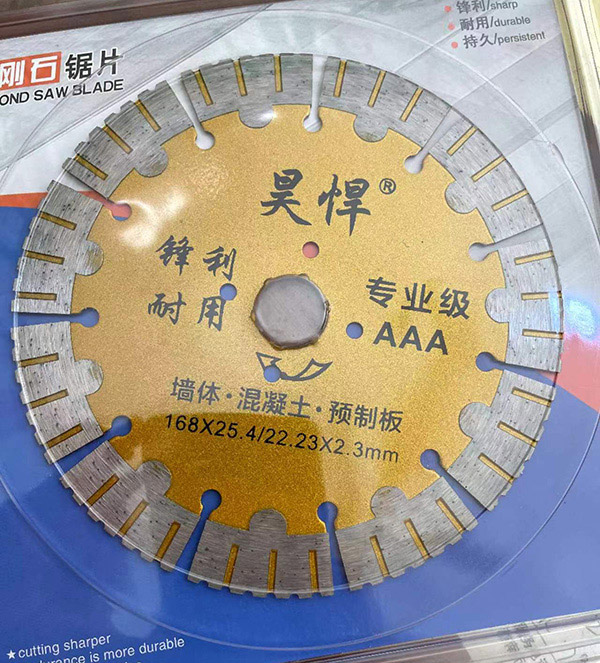 锋利/sharp
耐用/durable
持久/persistent
刚石锯片
OND SAW BLADE
昊悍®
锋利
耐用
专业级
AAA
墙体·混凝土·预制板
168X25.4/22.23X2.3mm
★cutting sharper
urence is more durable